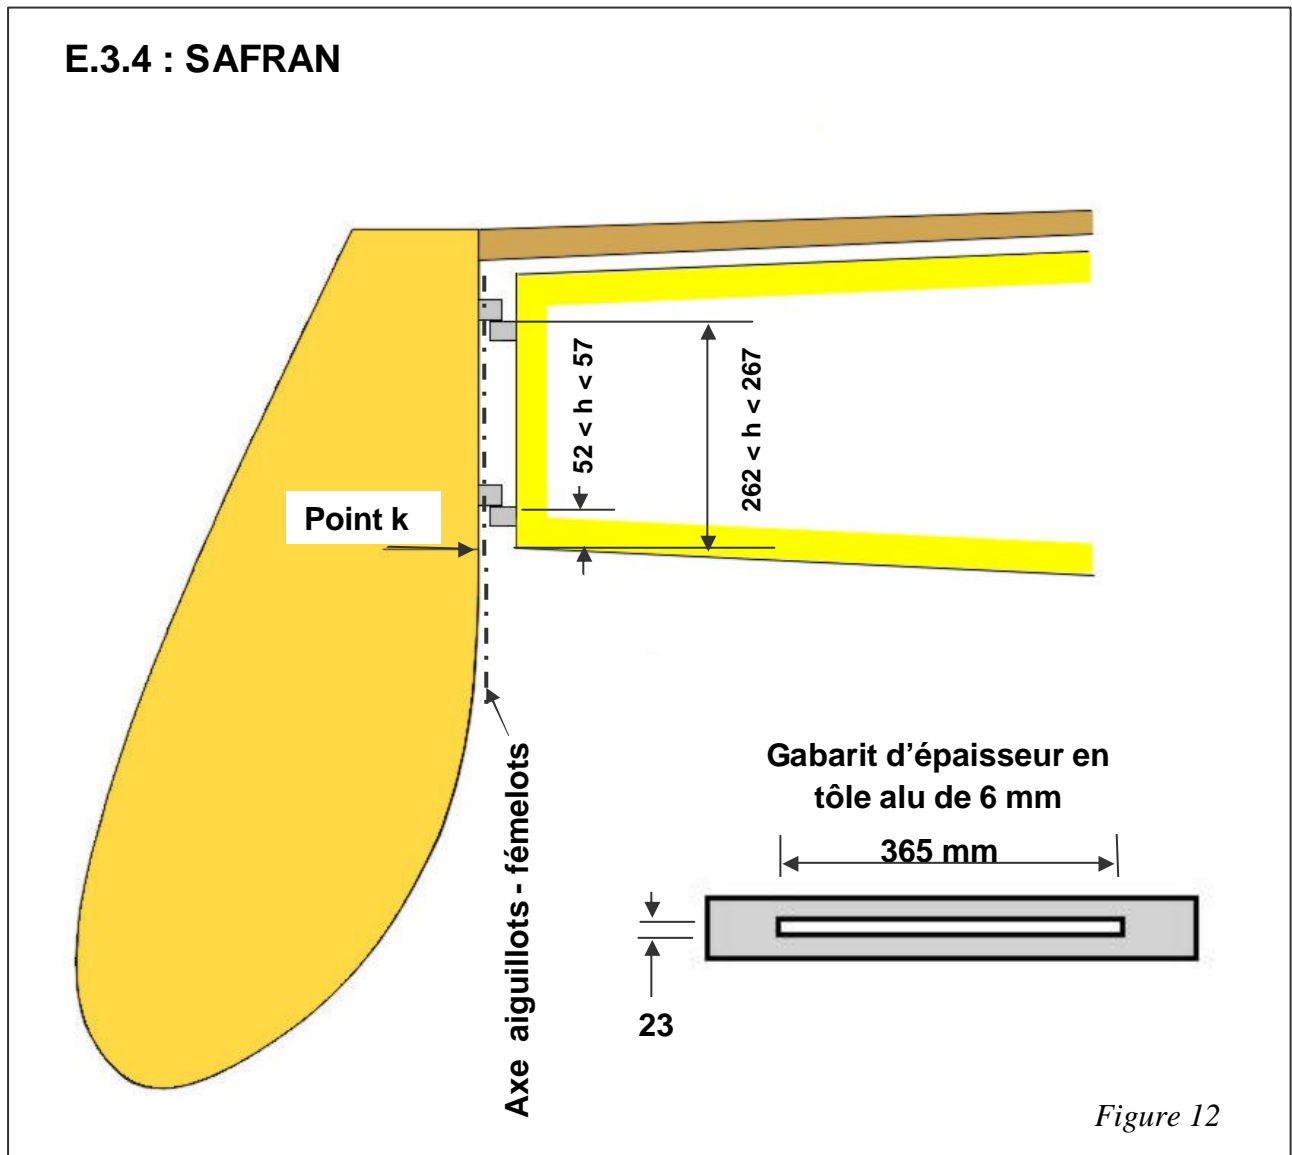 E.3.4 : SAFRAN
52 < h < 57
262 < h < 267
Point k
Axe aiguillots - fémelots
Gabarit d’épaisseur en
tôle alu de 6 mm
365 mm
23
Figure 12